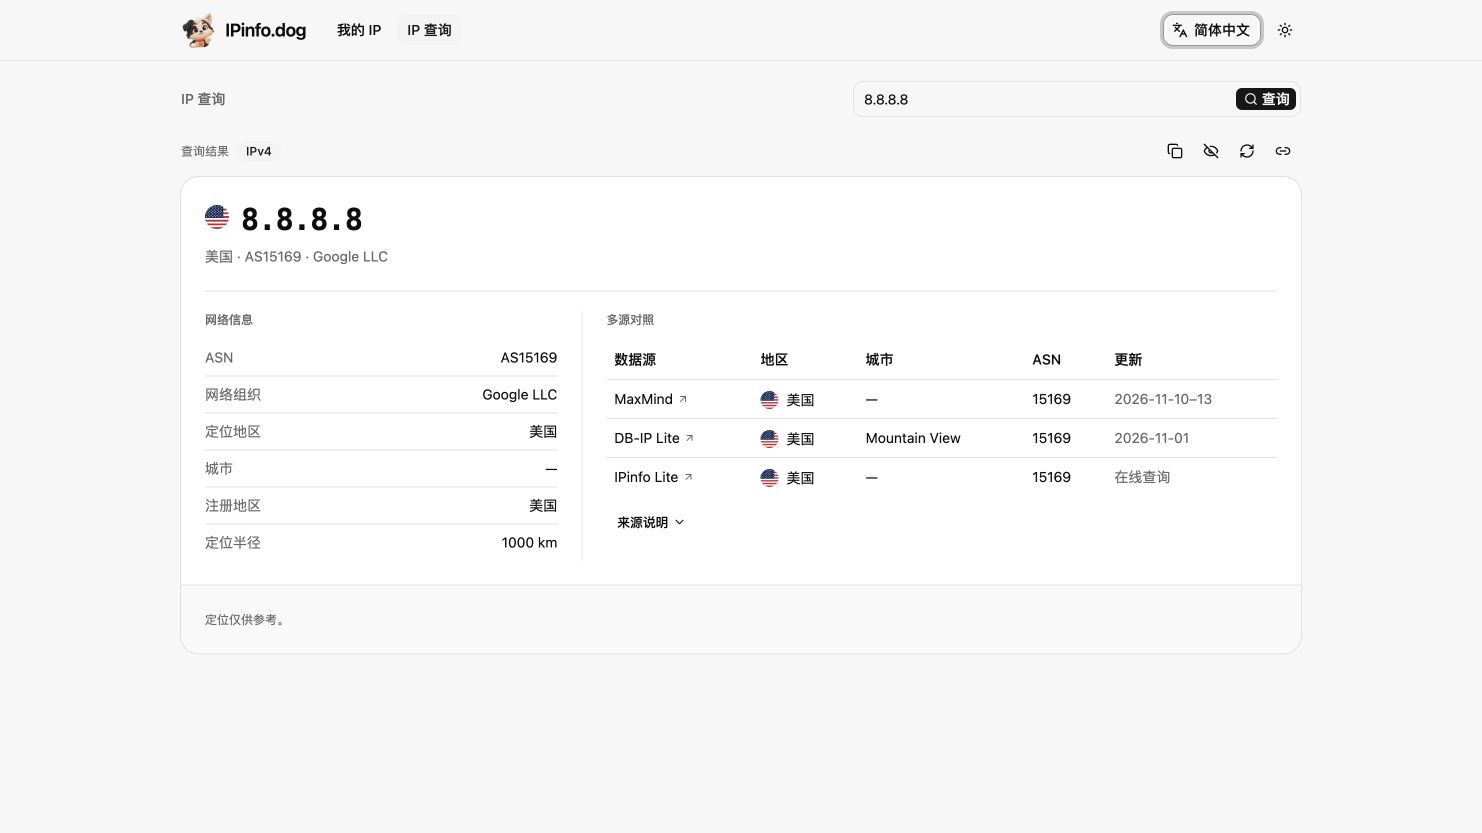 IPinfo.dog 我的 IP IP 查询 简体中文
IP 查询 8.8.8.8 查询
查询结果 IPv4
8.8.8.8
美国 · AS15169 · Google LLC
网络信息
ASN AS15169
网络组织 Google LLC
定位地区 美国
城市 —
注册地区 美国
定位半径 1000 km
多源对照
数据源 地区 城市 ASN 更新
MaxMind ↗ 美国 — 15169 2026-11-10–13
DB-IP Lite ↗ 美国 Mountain View 15169 2026-11-01
IPinfo Lite ↗ 美国 — 15169 在线查询
来源说明
定位仅供参考。